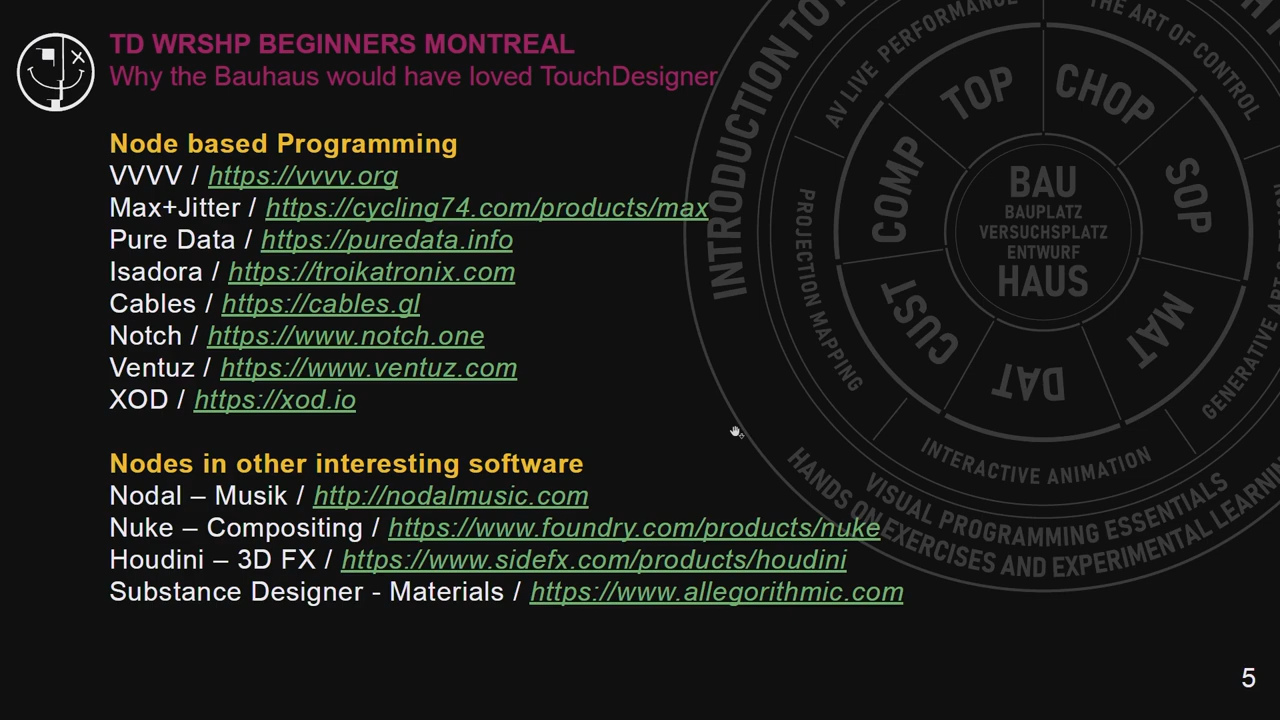 TD WRSHP BEGINNERS MONTREAL
Why the Bauhaus would have loved TouchDesigner
Node based Programming
VVVV / https://vvvv.org
Max+Jitter / https://cycling74.com/products/max
Pure Data / https://puredata.info
Isadora / https://troikatronix.com
Cables / https://cables.gl
Notch / https://www.notch.one
Ventuz / https://www.ventuz.com
XOD / https://xod.io
Nodes in other interesting software
Nodal – Musik / http://nodalmusic.com
Nuke – Compositing / https://www.foundry.com/products/nuke
Houdini – 3D FX / https://www.sidefx.com/products/houdini
Substance Designer - Materials / https://www.allegorithmic.com
INTRODUCTION TO
AV LIVE PERFORMANCE
THE ART OF CONTROL
PROJECTION MAPPING
INTERACTIVE ANIMATION
GENERATIVE
TOP
CHOP
SOP
MAT
DAT
CUST
COMP
BAU
BAUPLATZ
VERSUCHSPLATZ
ENTWURF
HAUS
VISUAL PROGRAMMING ESSENTIALS
HANDS ON EXERCISES AND EXPERIMENTAL
5